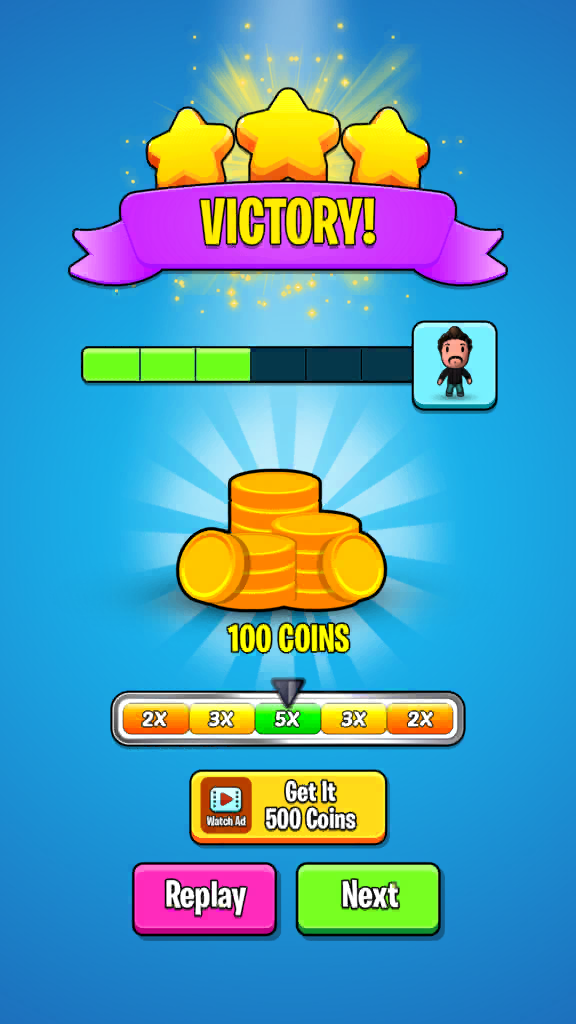 VICTORY!
100 COINS
2X 3X 5X 3X 2X
Watch Ad
Get It
500 Coins
Replay
Next